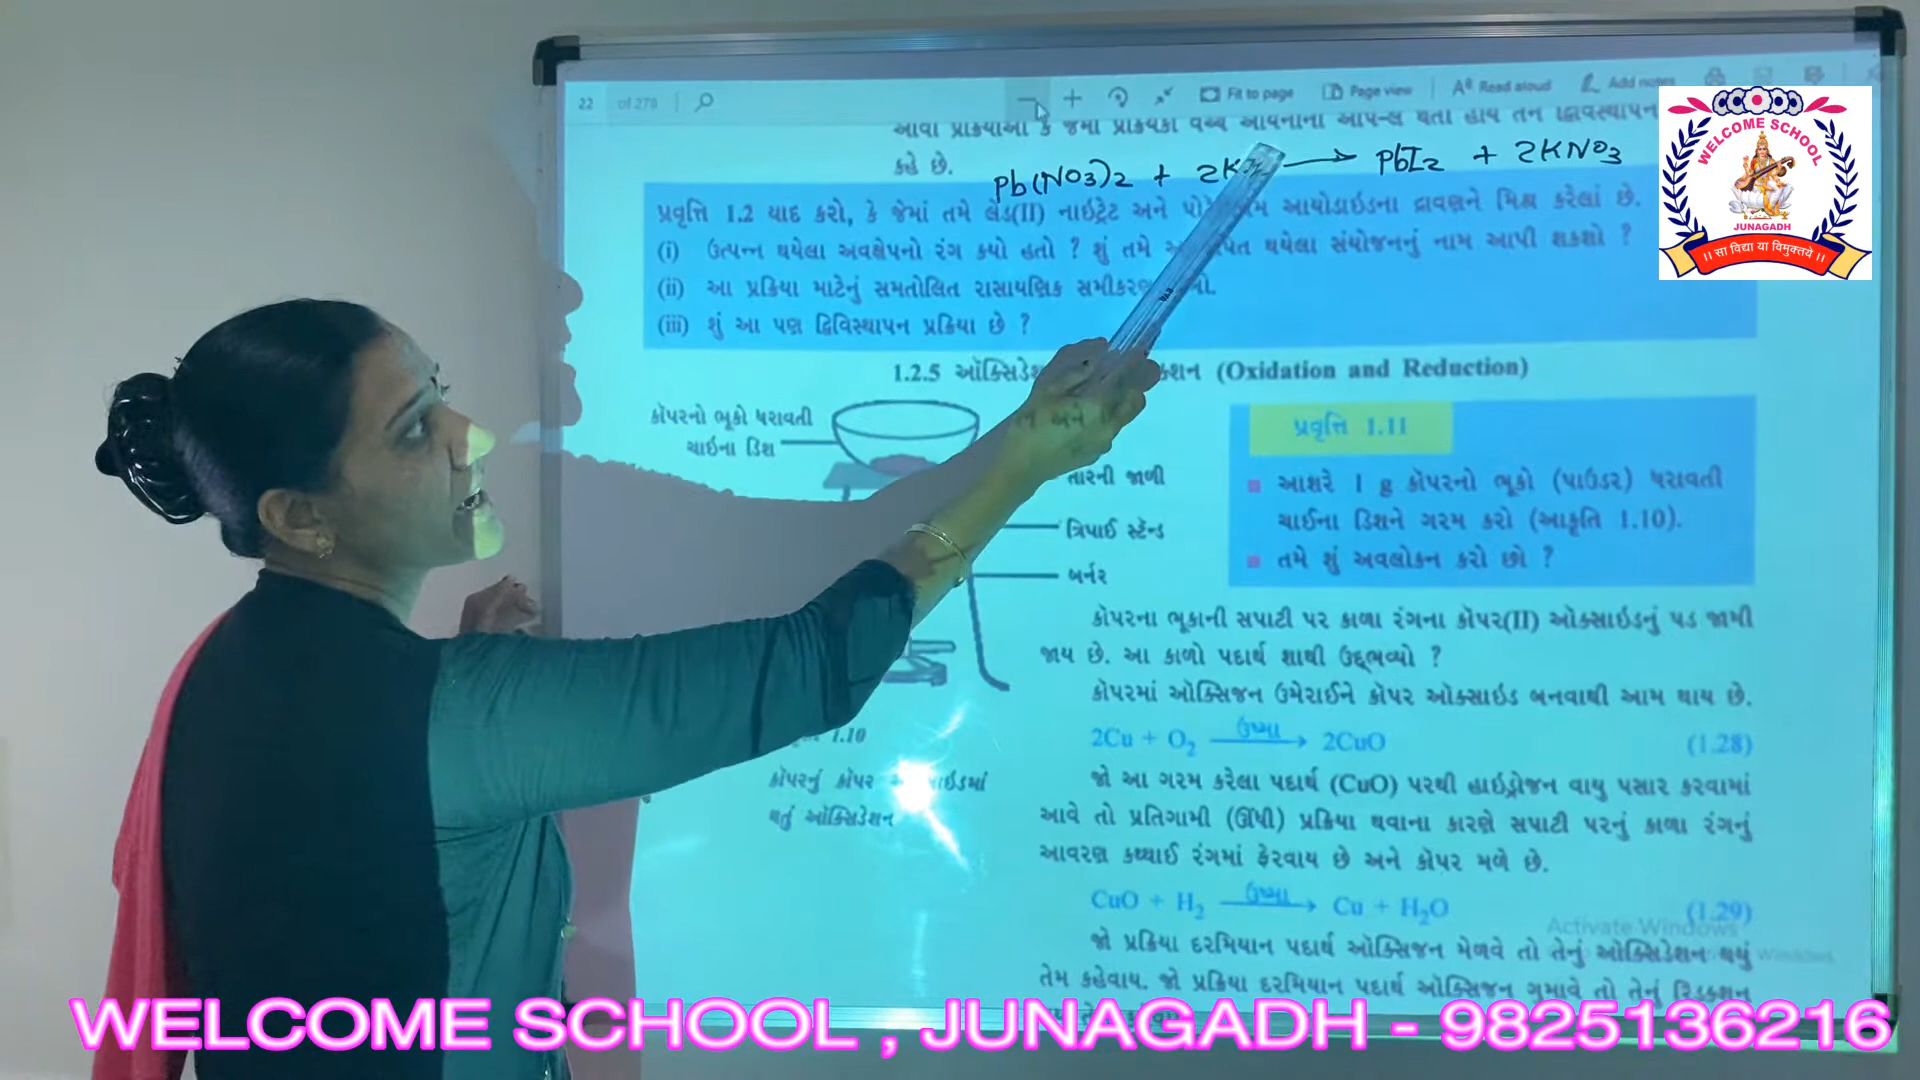 22 of 278 Fit to page Page view Read aloud Add notes
કહે છે.
Pb(NO3)2 + 2K → PbI2 + 2KNO3
પ્રવૃત્તિ 1.2 યાદ કરો, કે જેમાં તમે લેડ(II) નાઇટ્રેટ અને આયોડાઇડના દ્રાવણને મિશ્ર કરેલાં છે.
(i) ઉત્પન્ન થયેલા અવક્ષેપનો રંગ કયો હતો ? શું તમે થયેલા સંયોજનનું નામ આપી શકશો ?
(ii) આ પ્રક્રિયા માટેનું સમતોલિત રાસાયણિક
(iii) શું આ પણ દ્વિવિસ્થાપન પ્રક્રિયા છે ?
1.2.5 (Oxidation and Reduction)
કૉપરનો ભૂકો ધરાવતી
ચાઇના ડિશ
તારની જાળી
ત્રિપાઈ સ્ટૅન્ડ
બર્નર
1.10
કૉપરનું કૉપર
થતું ઑક્સિડેશન
પ્રવૃત્તિ 1.11
આશરે 1 g કૉપરનો ભૂકો (પાઉડર) ધરાવતી
ચાઈના ડિશને ગરમ કરો (આકૃતિ 1.10).
તમે શું અવલોકન કરો છો ?
કૉપરના ભૂકાની સપાટી પર કાળા રંગના કૉપર(II) ઑક્સાઇડનું પડ જામી
જાય છે. આ કાળો પદાર્થ શાથી ઉદ્ભવ્યો ?
કૉપરમાં ઑક્સિજન ઉમેરાઈને કૉપર ઑક્સાઇડ બનવાથી આમ થાય છે.
2Cu + O2 ઉષ્મા → 2CuO (1.28)
જો આ ગરમ કરેલા પદાર્થ (CuO) પરથી હાઇડ્રોજન વાયુ પસાર કરવામાં
આવે તો પ્રતિગામી (ઊંધી) પ્રક્રિયા થવાના કારણે સપાટી પરનું કાળા રંગનું
આવરણ કથ્થાઈ રંગમાં ફેરવાય છે અને કૉપર મળે છે.
CuO + H2 ઉષ્મા → Cu + H2O (1.29)
Activate Windows
જો પ્રક્રિયા દરમિયાન પદાર્થ ઑક્સિજન મેળવે તો તેનું ઓક્સિડેશન થયું
તેમ કહેવાય. જો પ્રક્રિયા દરમિયાન પદાર્થ ઑક્સિજન ગુમાવે તો તેનું રિડક્શન
WELCOME SCHOOL
JUNAGADH
।। सा विद्या या विमुक्तये ।।
WELCOME SCHOOL , JUNAGADH - 9825136216